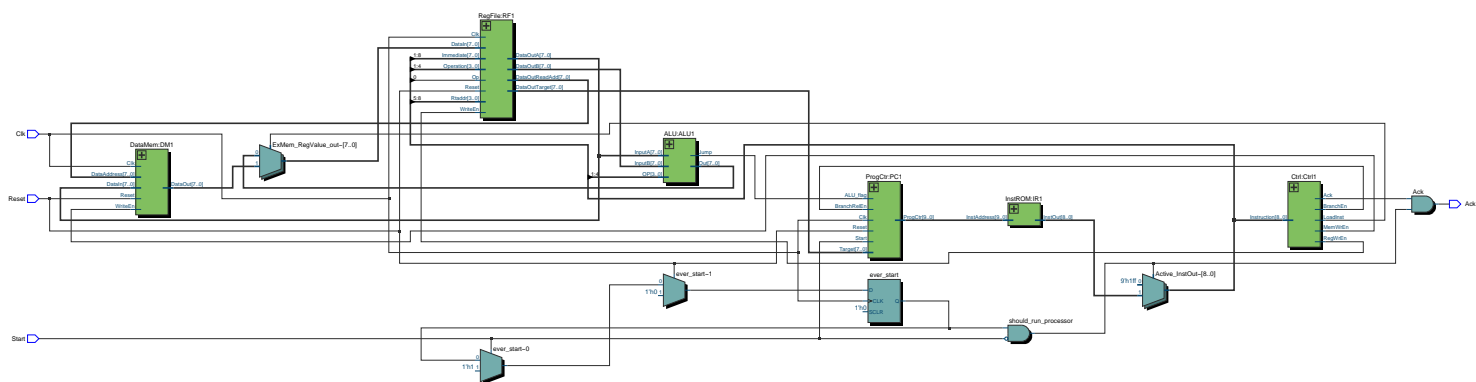 RegFile:RF1
Clk
DataIn[7..0]
1:8 Immediate[7..0]
1:4 Operation[3..0]
0 Op
Reset
5:8 Rtaddr[3..0]
WriteEn
DataOutA[7..0]
DataOutB[7..0]
DataOutReadAdd[7..0]
DataOutTarget[7..0]
Clk
Reset
Start
DataMem:DM1
Clk
DataAddress[7..0]
DataIn[7..0]
Reset
WriteEn
DataOut[7..0]
ExMem_RegValue_out~[7..0]
0
1
ALU:ALU1
InputA[7..0]
InputB[7..0]
1:4 OP[3..0]
Jump
Out[7..0]
ProgCtr:PC1
ALU_flag
BranchRelEn
Clk
Reset
Start
Target[7..0]
ProgCtr[9..0]
InstROM:IR1
InstAddress[9..0]
InstOut[8..0]
Ctrl:Ctrl1
Instruction[8..0]
Ack
BranchEn
LoadInst
MemWrtEn
RegWrEn
Ack
Ack
ever_start~1
0
1'h0 1
ever_start
D
CLK
1'h0
SCLR
Q
Active_InstOut~[8..0]
9'h1ff 0
1
should_run_processor
ever_start~0
0
1'h1 1